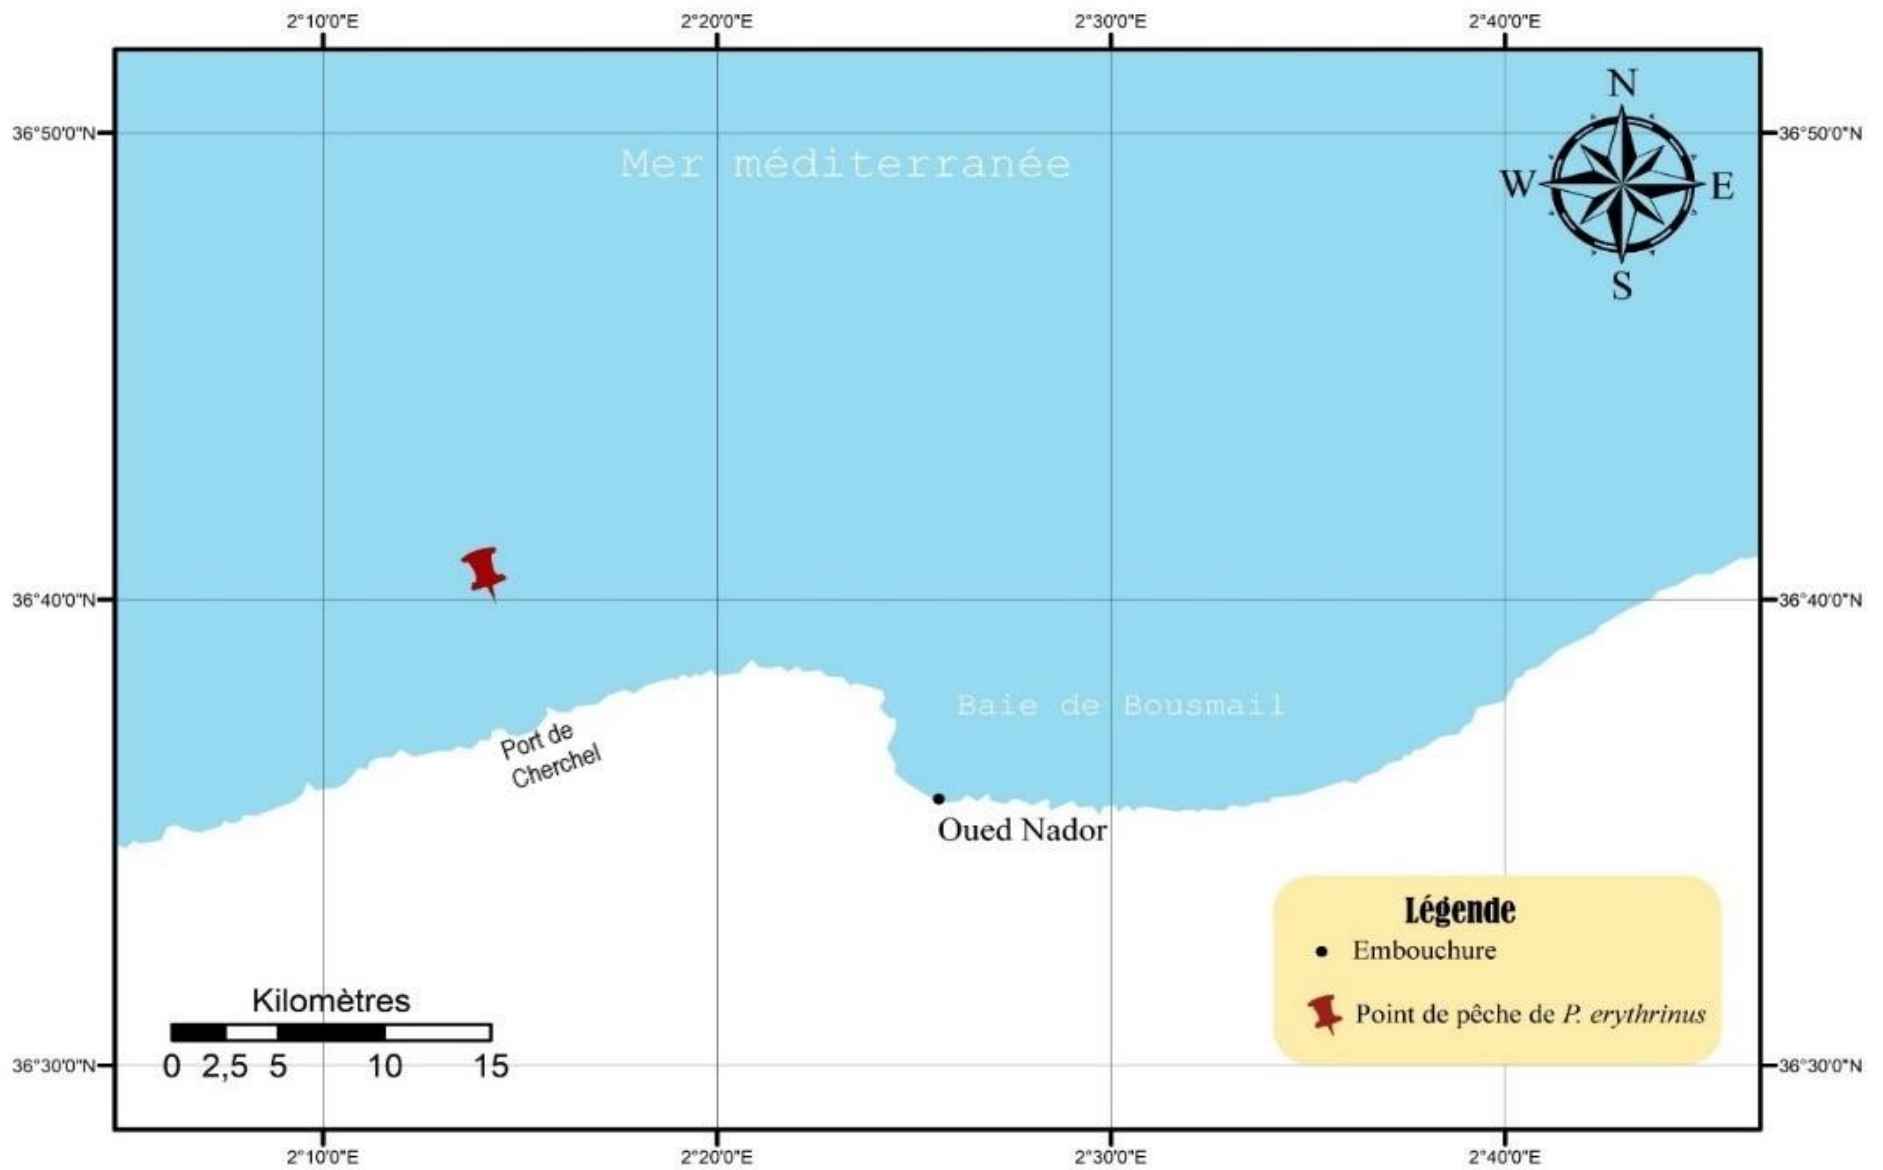 2°10'0"E 2°20'0"E 2°30'0"E 2°40'0"E
N
36°50'0"N 36°50'0"N
Mer méditerranée
W E
S
36°40'0"N 36°40'0"N
Baie de Bousmail
Port de
Cherchel
Oued Nador
Légende
Embouchure
Point de pêche de P. erythrinus
Kilomètres
0 2,5 5 10 15
36°30'0"N 36°30'0"N
2°10'0"E 2°20'0"E 2°30'0"E 2°40'0"E